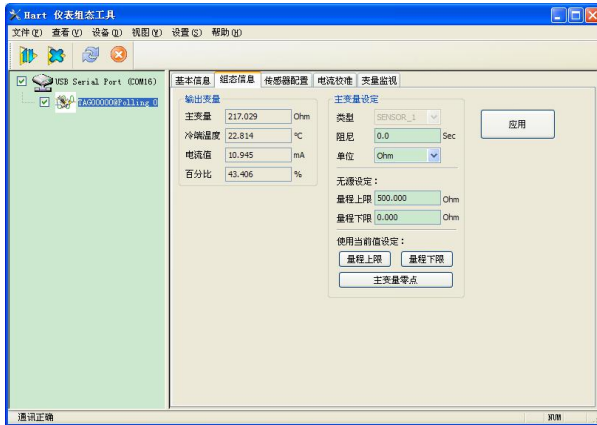 Hart 仪表组态工具
文件(F) 查看(V) 设备(D) 视图(W) 设置(S) 帮助(H)
USB Serial Port (COM16)
TAG00000@Polling 0
基本信息 组态信息 传感器配置 电流校准 变量监视
输出变量
主变量 217.029 Ohm
冷端温度 22.814 ℃
电流值 10.945 mA
百分比 43.406 %
主变量设定
类型 SENSOR_1
阻尼 0.0 Sec
单位 Ohm
无源设定：
量程上限 500.000 Ohm
量程下限 0.000 Ohm
使用当前值设定：
量程上限 量程下限
主变量零点
应用
通讯正确 NUM